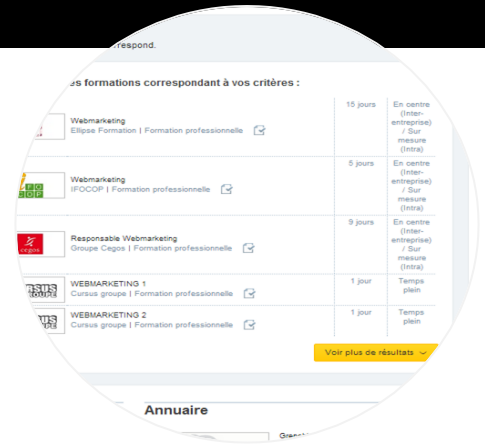 respond.
es formations correspondant à vos critères :
Webmarketing
Ellipse Formation | Formation professionnelle
15 jours
En centre
(Inter-
entreprise)
/ Sur
mesure
(Intra)
IFO
COP
Webmarketing
IFOCOP | Formation professionnelle
5 jours
En centre
(Inter-
entreprise)
/ Sur
mesure
(Intra)
cegos
Responsable Webmarketing
Groupe Cegos | Formation professionnelle
9 jours
En centre
(Inter-
entreprise)
/ Sur
mesure
(Intra)
WEBMARKETING 1
Cursus groupe | Formation professionnelle
1 jour
Temps
plein
WEBMARKETING 2
Cursus groupe | Formation professionnelle
1 jour
Temps
plein
Voir plus de résultats
Annuaire